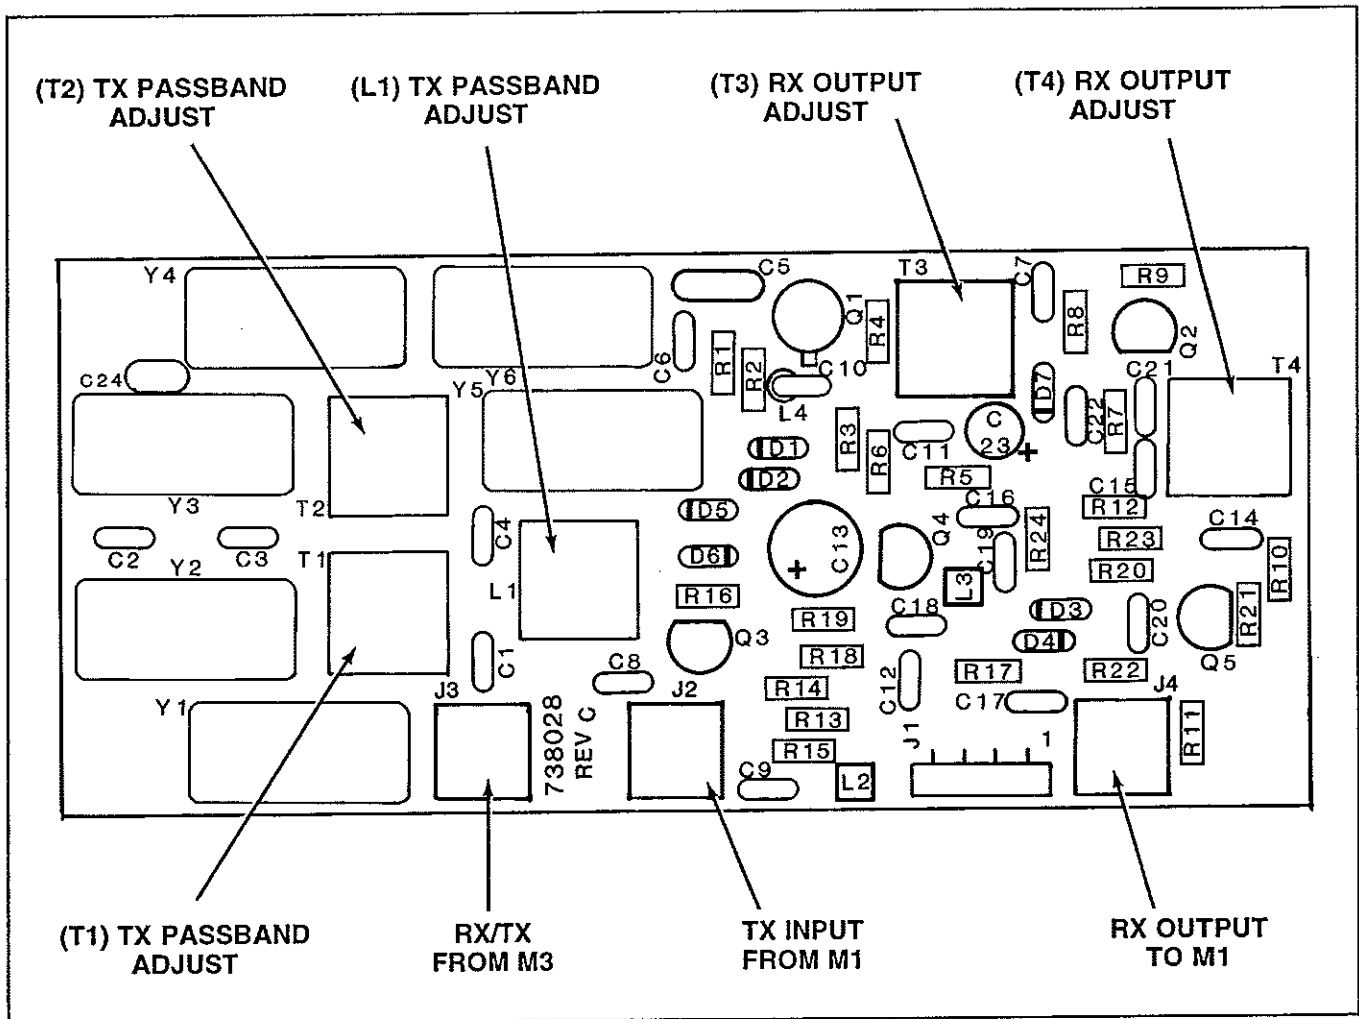 (T2) TX PASSBAND
ADJUST
(L1) TX PASSBAND
ADJUST
(T3) RX OUTPUT
ADJUST
(T4) RX OUTPUT
ADJUST
Y4
C5
T3
C7
R9
Q1
R4
R8
Q2
C6
R1
R2
C10
C24
Y5
Y6
L4
D7
C21
T4
C22
R7
R3
R6
C11
C
23
+
D1
D2
R5
C15
Y3
T2
D5
C16
R12
C2
C3
C4
C13
+
Q4
C19
R24
R23
C14
Y2
T1
D6
R20
R10
L1
R16
L3
C18
R19
D3
C20
R21
Q3
D4
Q5
C1
C8
R18
R17
R22
Y1
J3
J2
R14
C12
C17
J4
738028
REV C
R13
R15
J1
1
R11
C9
L2
(T1) TX PASSBAND
ADJUST
RX/TX
FROM M3
TX INPUT
FROM M1
RX OUTPUT
TO M1